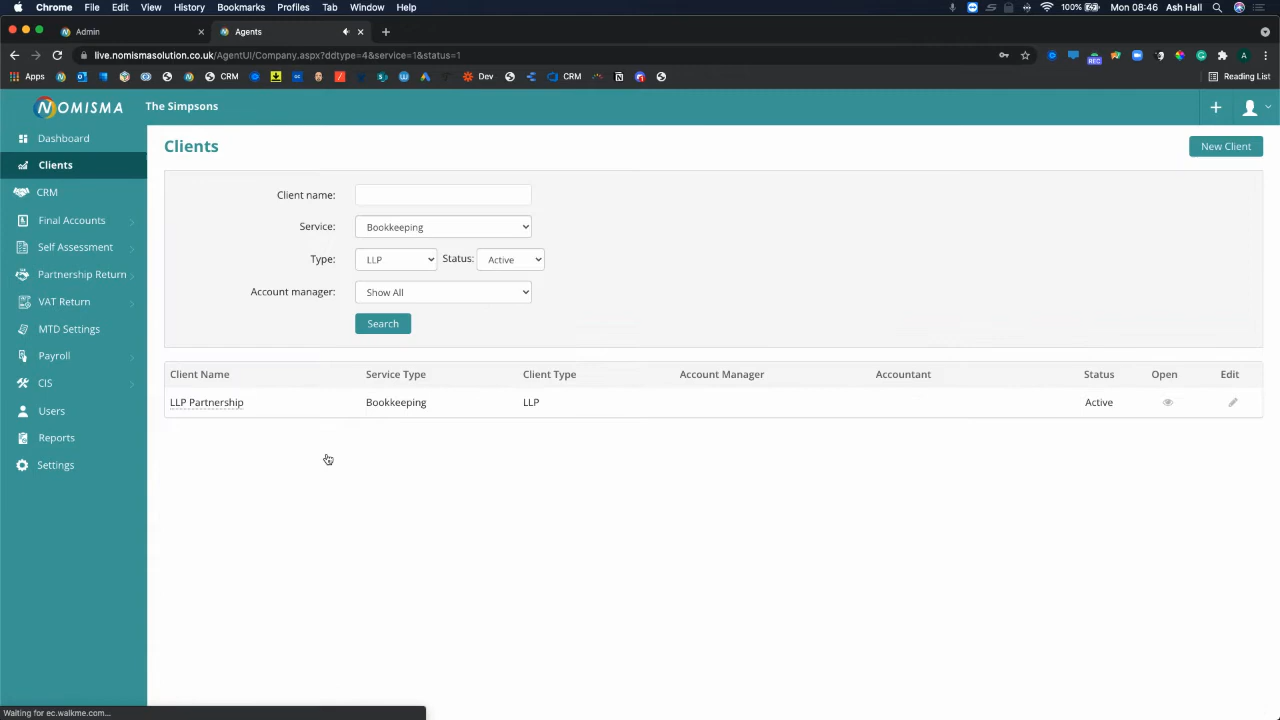 Chrome File Edit View History Bookmarks Profiles Tab Window Help 100% Mon 08:46 Ash Hall
Admin Agents
live.nomismasolution.co.uk/AgentUI/Company.aspx?ddtype=4&service=1&status=1
Apps CRM Dev CRM Reading List
NOMISMA The Simpsons
Dashboard
Clients
CRM
Final Accounts
Self Assessment
Partnership Return
VAT Return
MTD Settings
Payroll
CIS
Users
Reports
Settings
Clients New Client
Client name:
Service: Bookkeeping
Type: LLP Status: Active
Account manager: Show All
Search
Client Name Service Type Client Type Account Manager Accountant Status Open Edit
LLP Partnership Bookkeeping LLP Active
Waiting for ec.walkme.com...